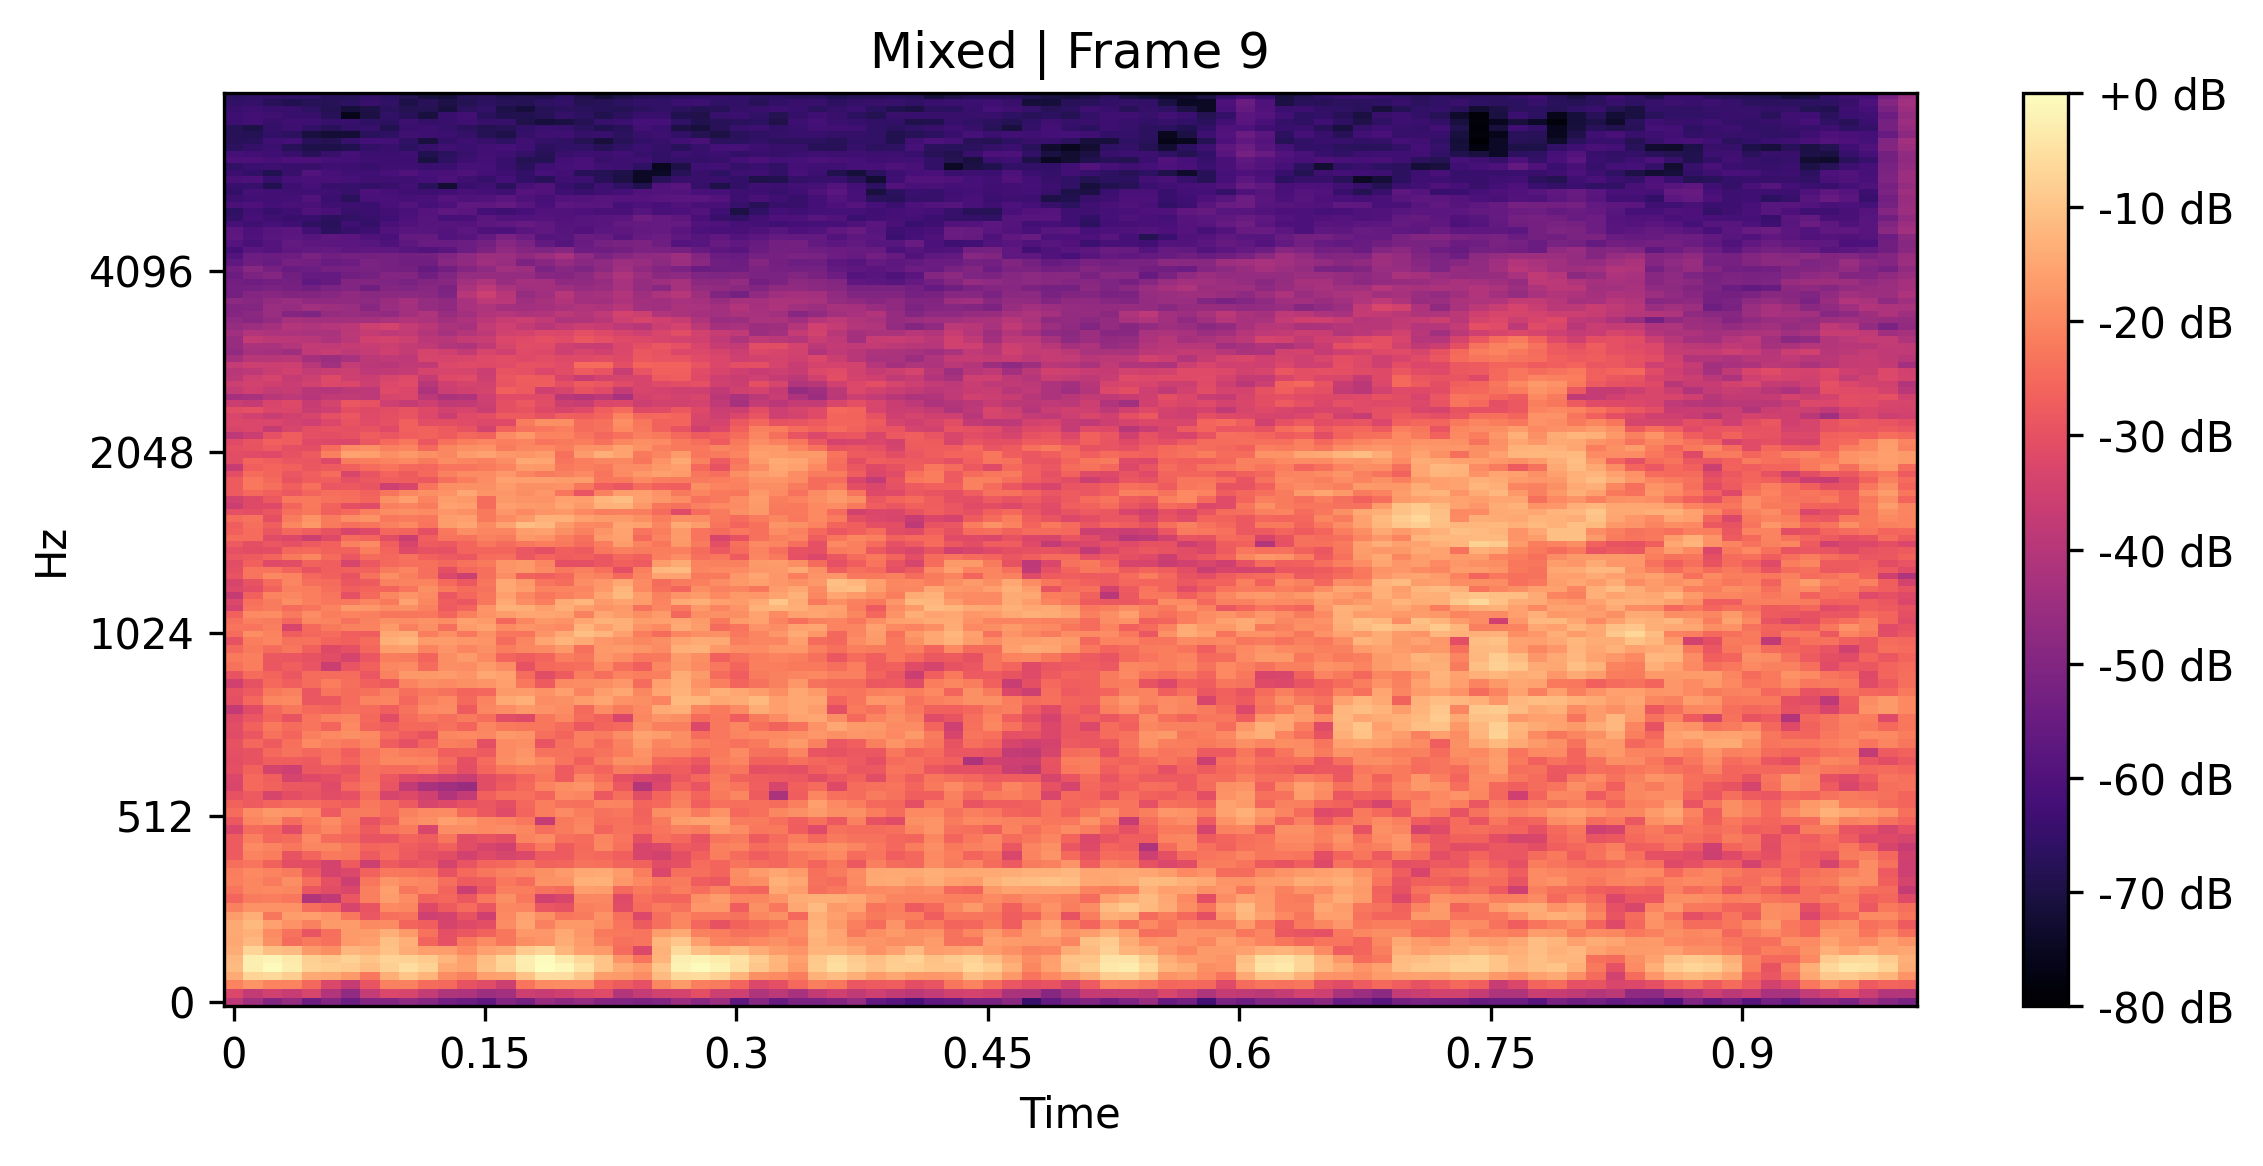 Mixed | Frame 9
Hz
4096
2048
1024
512
0
0 0.15 0.3 0.45 0.6 0.75 0.9
Time
+0 dB
-10 dB
-20 dB
-30 dB
-40 dB
-50 dB
-60 dB
-70 dB
-80 dB